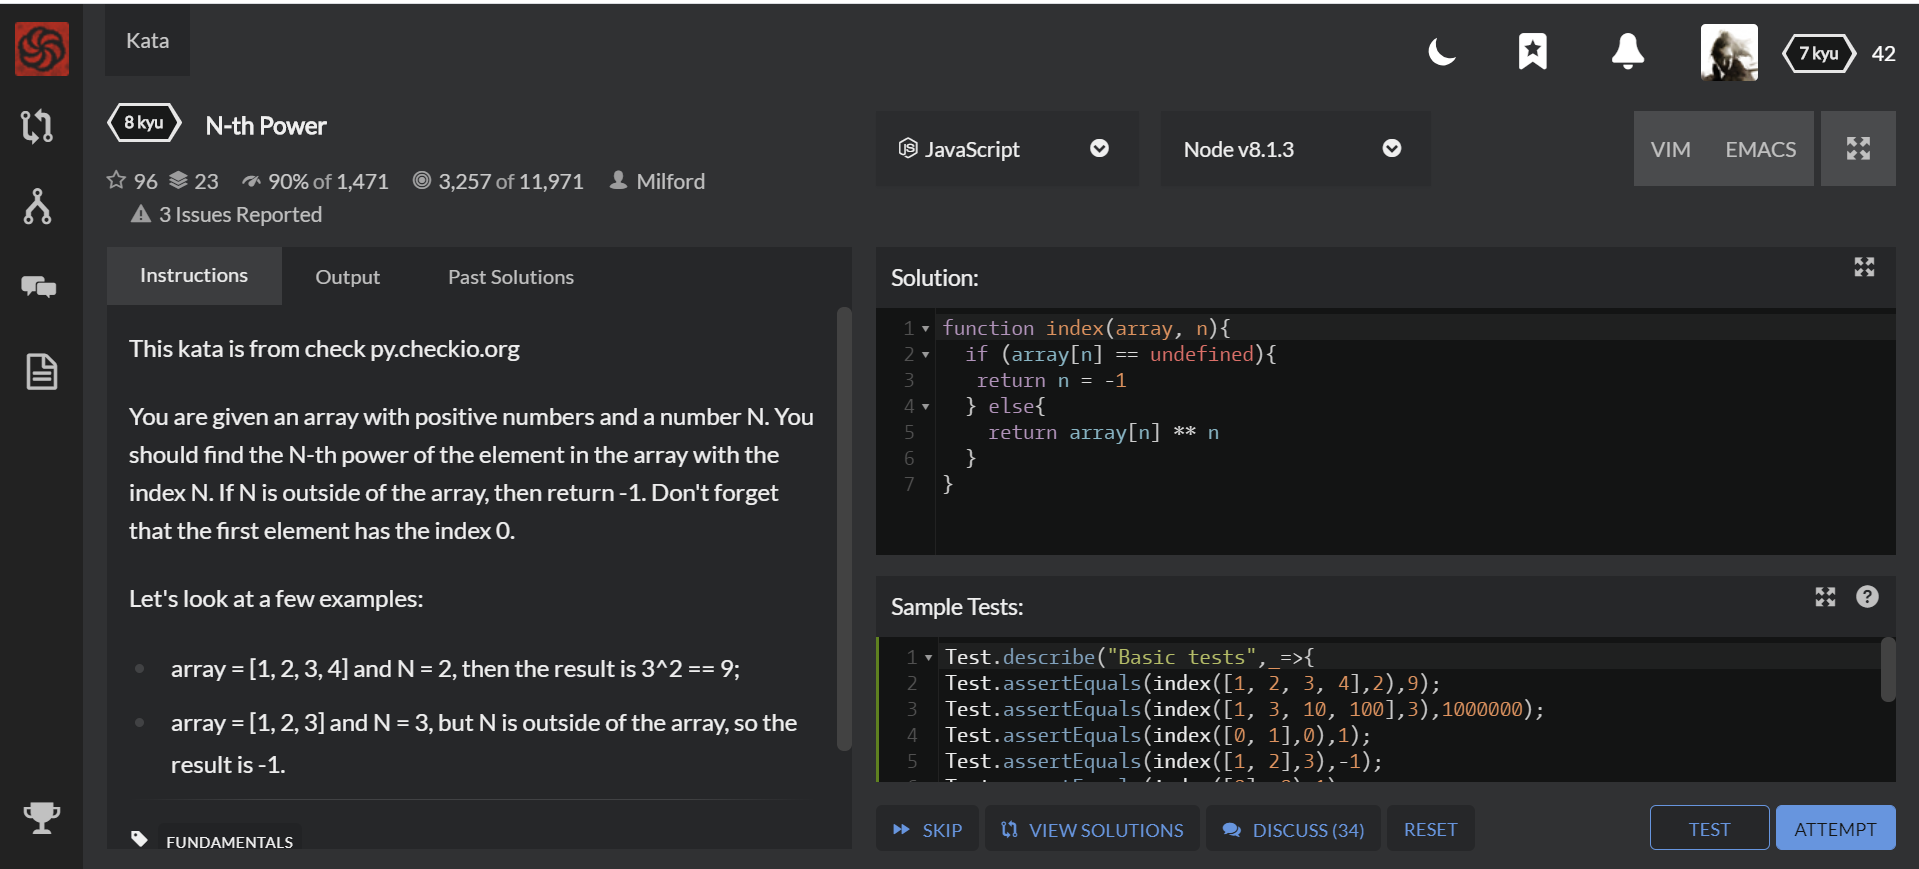 Kata
7 kyu 42
8 kyu N-th Power
96 23 90% of 1,471 3,257 of 11,971 Milford
3 Issues Reported
JavaScript Node v8.1.3 VIM EMACS
Instructions Output Past Solutions
This kata is from check py.checkio.org
You are given an array with positive numbers and a number N. You
should find the N-th power of the element in the array with the
index N. If N is outside of the array, then return -1. Don't forget
that the first element has the index 0.
Let's look at a few examples:
array = [1, 2, 3, 4] and N = 2, then the result is 3^2 == 9;
array = [1, 2, 3] and N = 3, but N is outside of the array, so the
result is -1.
FUNDAMENTALS
Solution:
1 function index(array, n){
2 if (array[n] == undefined){
3 return n = -1
4 } else{
5 return array[n] ** n
6 }
7 }
Sample Tests:
1 Test.describe("Basic tests",_=>{
2 Test.assertEquals(index([1, 2, 3, 4],2),9);
3 Test.assertEquals(index([1, 3, 10, 100],3),1000000);
4 Test.assertEquals(index([0, 1],0),1);
5 Test.assertEquals(index([1, 2],3),-1);
SKIP VIEW SOLUTIONS DISCUSS (34) RESET TEST ATTEMPT